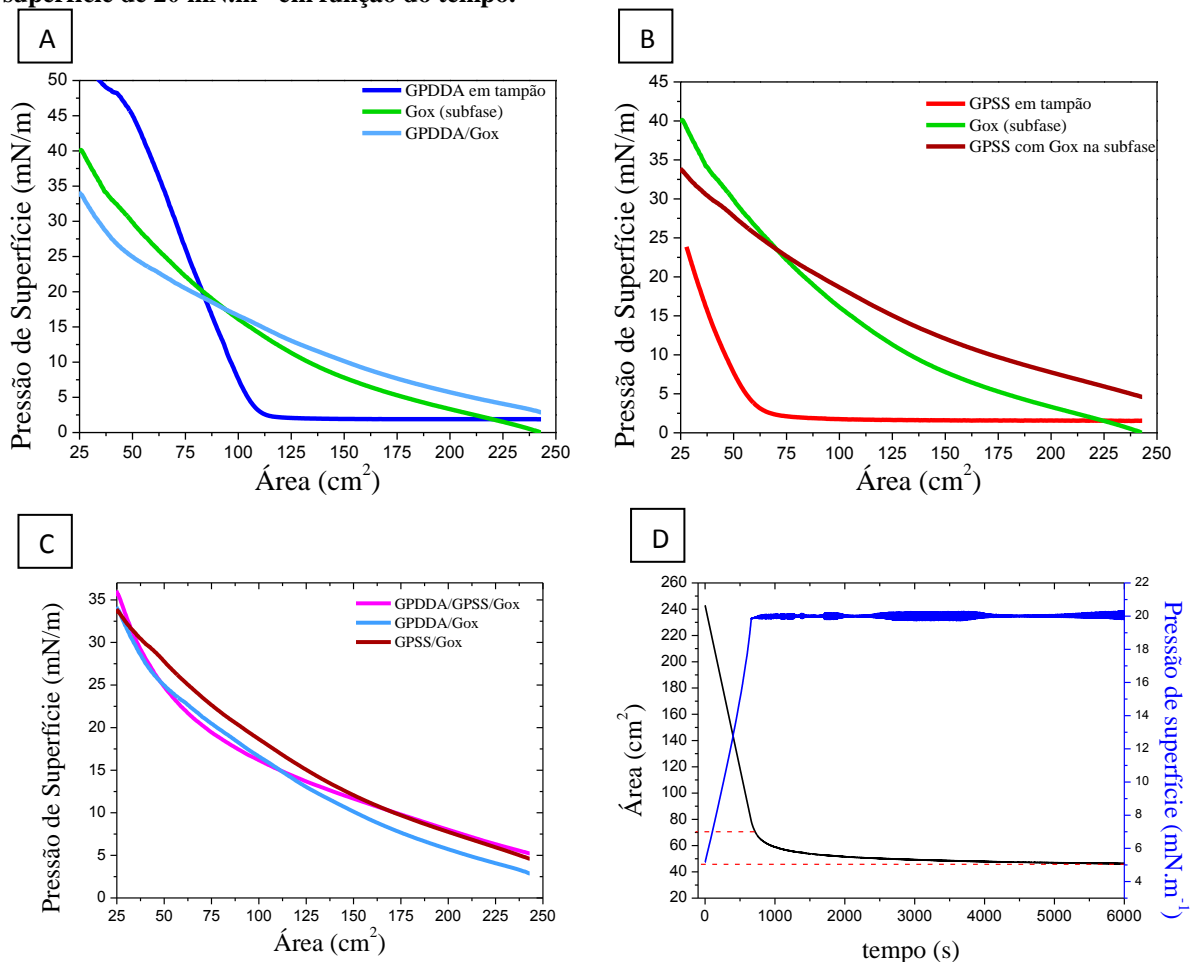 superfície de 20 mN.m⁻¹ em função do tempo.
A
Pressão de Superfície (mN/m)
50
45
40
35
30
25
20
15
10
5
0
GPDDA em tampão
Gox (subfase)
GPDDA/Gox
25 50 75 100 125 150 175 200 225 250
Área (cm²)
B
Pressão de Superfície (mN/m)
45
40
35
30
25
20
15
10
5
0
GPSS em tampão
Gox (subfase)
GPSS com Gox na subfase
25 50 75 100 125 150 175 200 225 250
Área (cm²)
C
Pressão de Superfície (mN/m)
35
30
25
20
15
10
5
0
GPDDA/GPSS/Gox
GPDDA/Gox
GPSS/Gox
25 50 75 100 125 150 175 200 225 250
Área (cm²)
D
Área (cm²)
260
240
220
200
180
160
140
120
100
80
60
40
20
22
20
18
16
14
12
10
8
6
4
Pressão de superfície (mN.m⁻¹)
0 1000 2000 3000 4000 5000 6000
tempo (s)